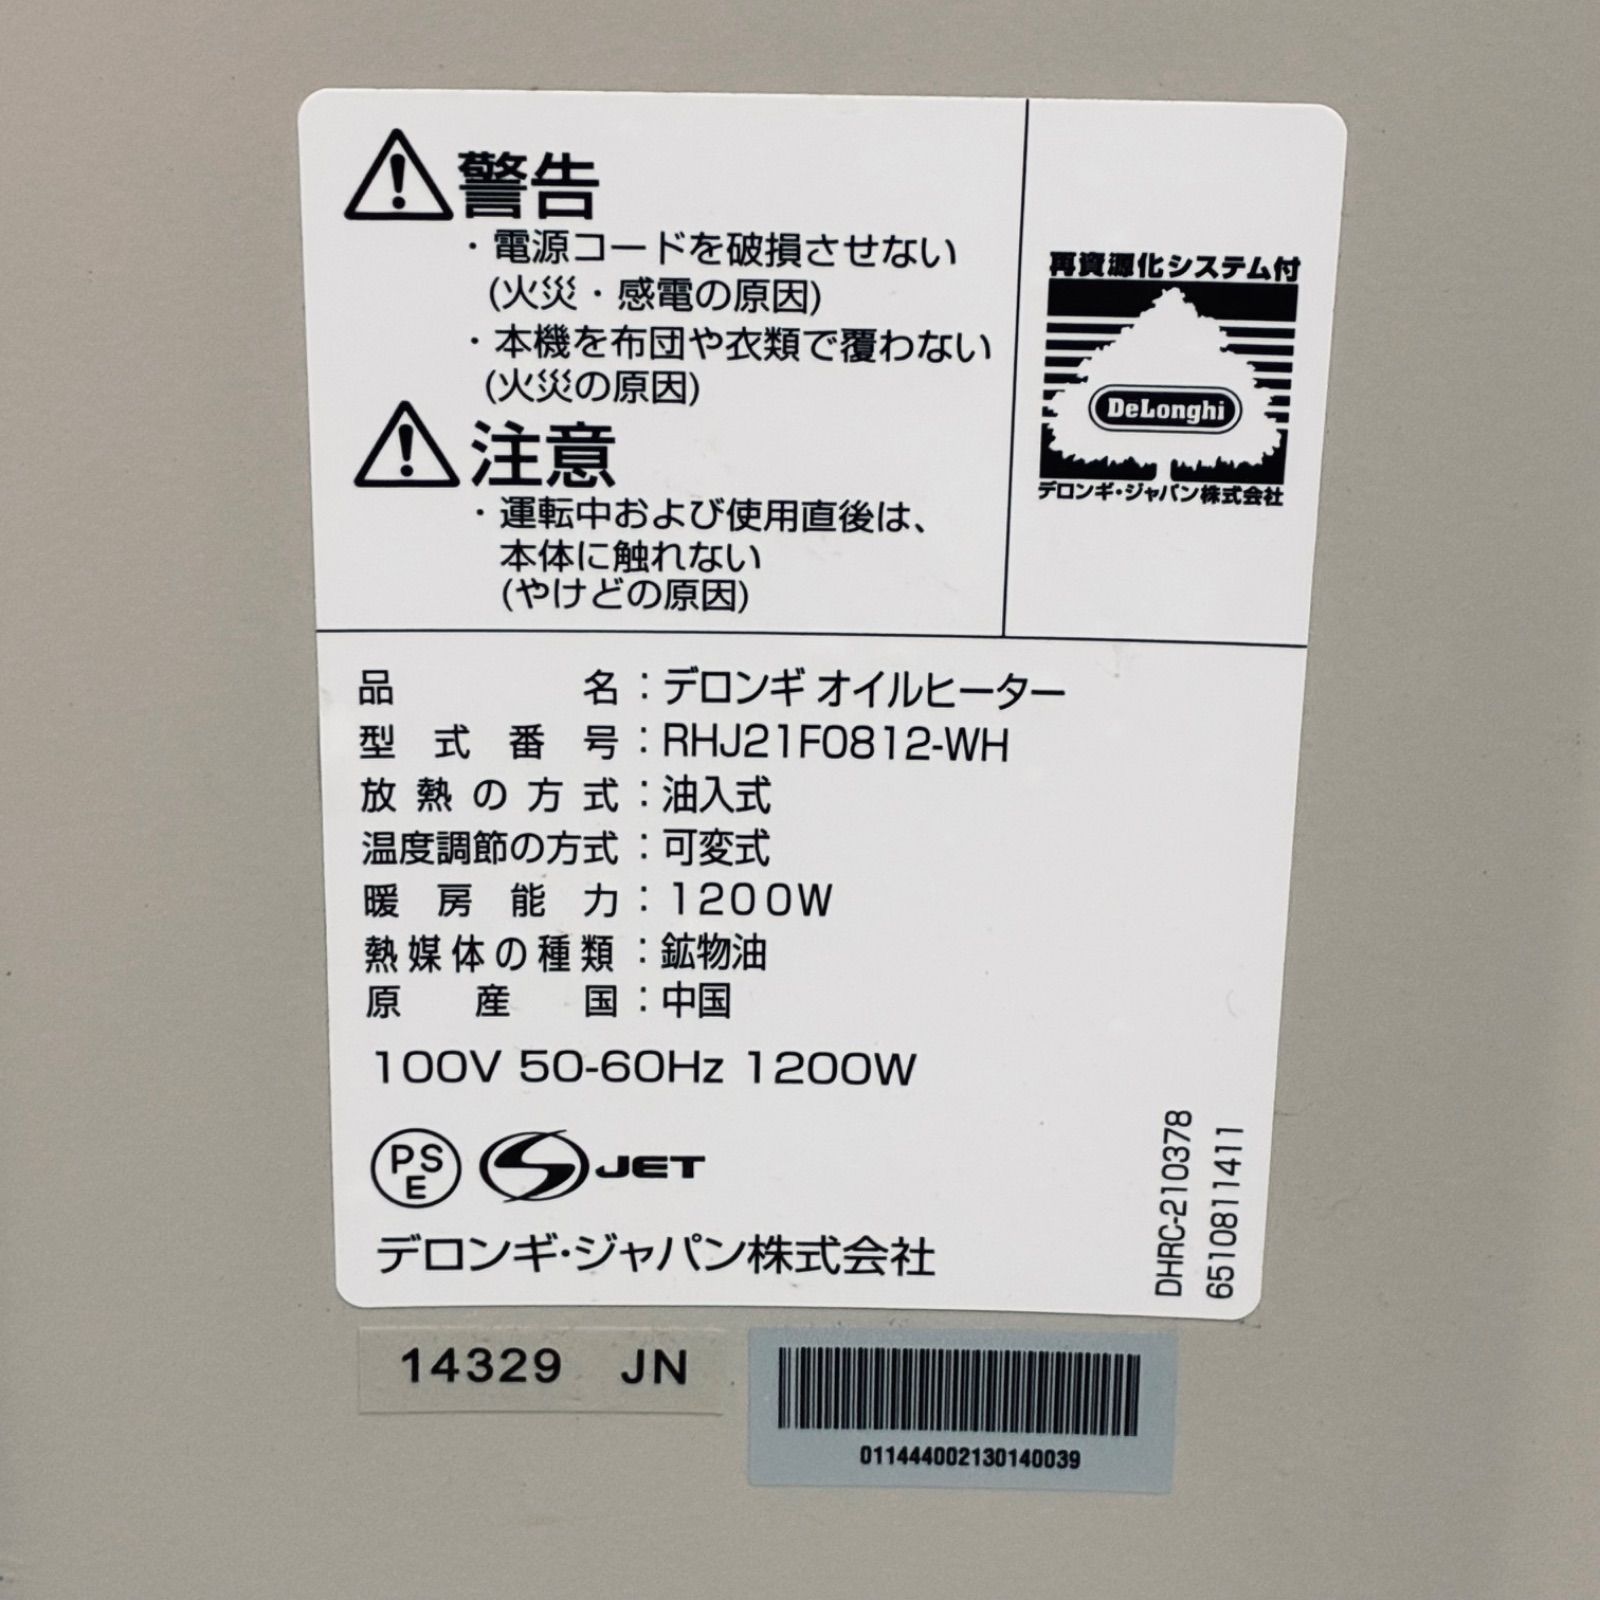 警告
・電源コードを破損させない
(火災・感電の原因)
・本機を布団や衣類で覆わない
(火災の原因)
注意
・運転中および使用直後は、
本体に触れない
(やけどの原因)
再資源化システム付
DeLonghi
デロンギ・ジャパン株式会社
品名：デロンギ オイルヒーター
型式番号：RHJ21F0812-WH
放熱の方式：油入式
温度調節の方式：可変式
暖房能力：1200W
熱媒体の種類：鉱物油
原産国：中国
100V 50-60Hz 1200W
PSE
JET
デロンギ・ジャパン株式会社
DHRC-210378
6510811411
14329 JN
011444002130140039